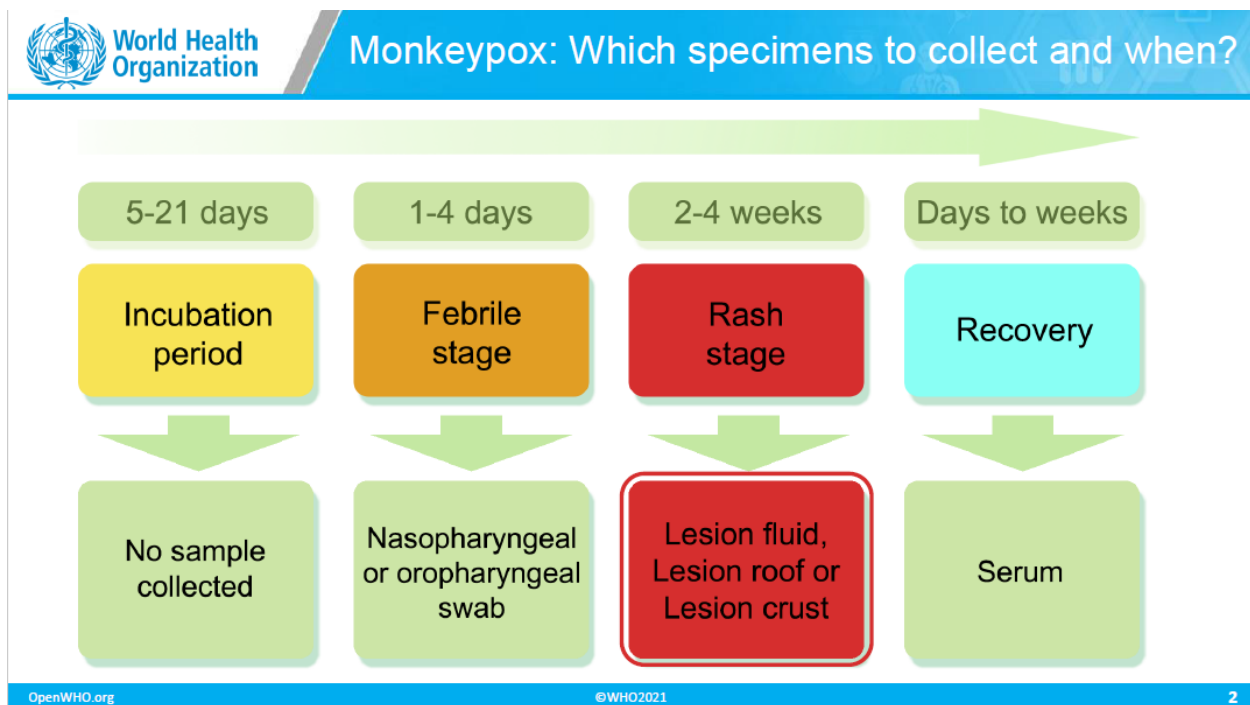 World Health
Organization
Monkeypox: Which specimens to collect and when?
5-21 days
1-4 days
2-4 weeks
Days to weeks
Incubation
period
Febrile
stage
Rash
stage
Recovery
No sample
collected
Nasopharyngeal
or oropharyngeal
swab
Lesion fluid,
Lesion roof or
Lesion crust
Serum
OpenWHO.org
©WHO2021
2